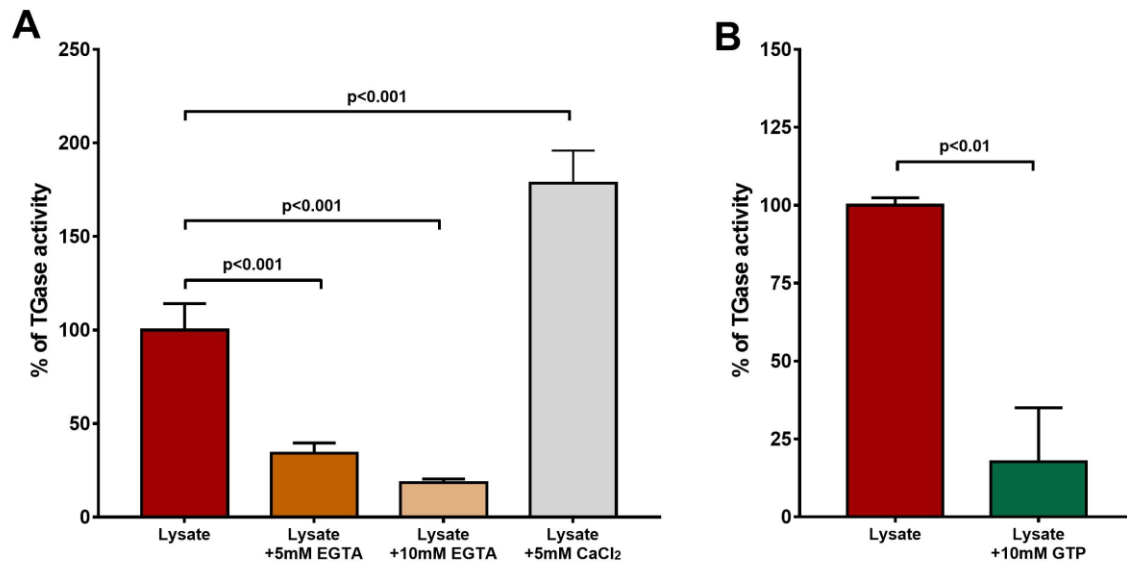 A
% of TGase activity
250
200
150
100
50
0
p<0.001
p<0.001
p<0.001
Lysate
Lysate
+5mM EGTA
Lysate
+10mM EGTA
Lysate
+5mM CaCl₂
B
% of TGase activity
150
125
100
75
50
25
0
p<0.01
Lysate
Lysate
+10mM GTP